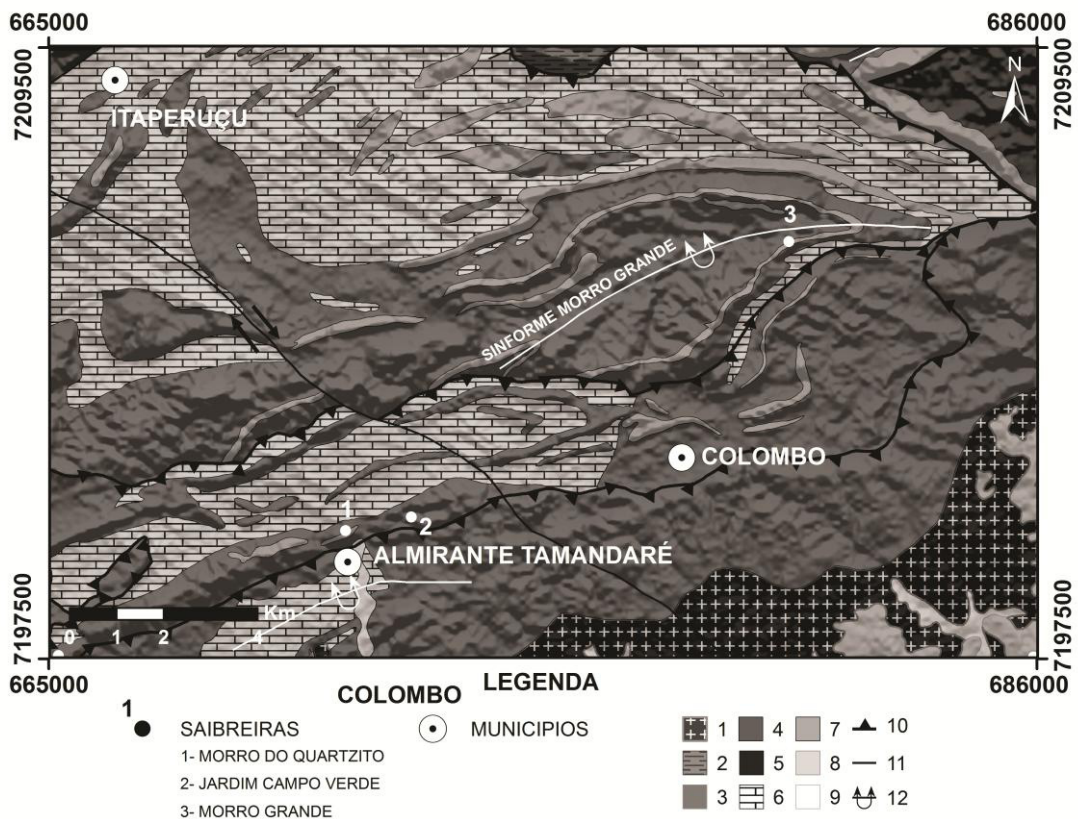 665000
686000
7209500
7209500
N
ITAPERUÇU
3
SINFORME MORRO GRANDE
COLOMBO
1
2
ALMIRANTE TAMANDARÉ
7197500
7197500
Km
0 1 2 4
665000
686000
COLOMBO
LEGENDA
1
SAIBREIRAS
MUNICIPIOS
1- MORRO DO QUARTZITO
2- JARDIM CAMPO VERDE
3- MORRO GRANDE
1 4 7 10
2 5 8 11
3 6 9 12